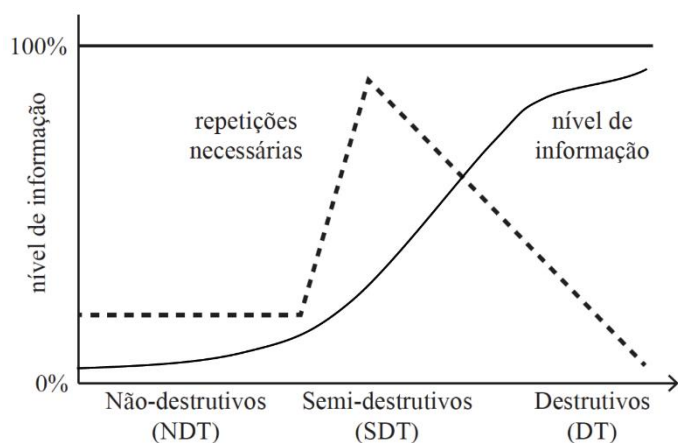 100%
repetições
necessárias
nível de
informação
nível de informação
0%
Não-destrutivos
(NDT)
Semi-destrutivos
(SDT)
Destrutivos
(DT)